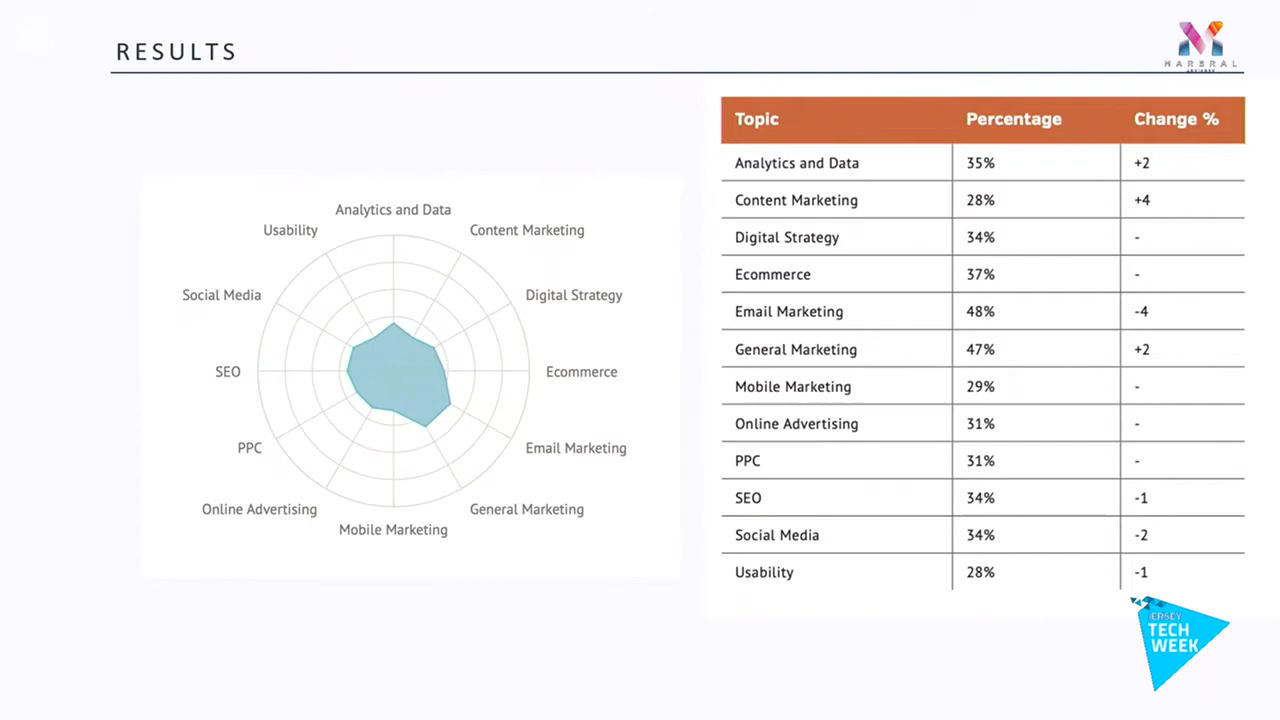 RESULTS
MARBRAL
ADVISORY
Analytics and Data
Usability
Content Marketing
Social Media
Digital Strategy
SEO
Ecommerce
PPC
Email Marketing
Online Advertising
General Marketing
Mobile Marketing
Topic Percentage Change %
Analytics and Data 35% +2
Content Marketing 28% +4
Digital Strategy 34% -
Ecommerce 37% -
Email Marketing 48% -4
General Marketing 47% +2
Mobile Marketing 29% -
Online Advertising 31% -
PPC 31% -
SEO 34% -1
Social Media 34% -2
Usability 28% -1
JERSEY
TECH
WEEK